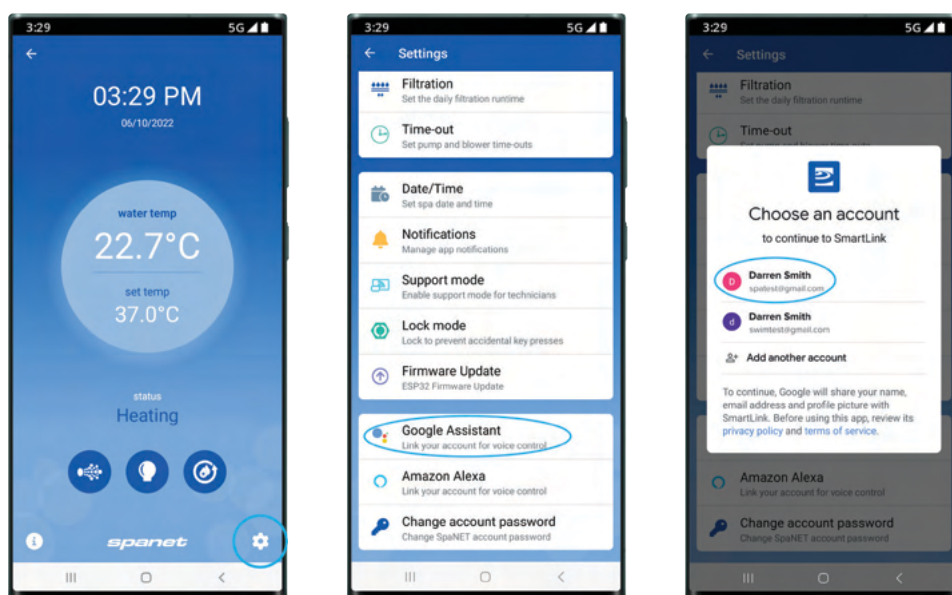 3:29
5G
03:29 PM
06/10/2022
water temp
22.7°C
set temp
37.0°C
status
Heating
spanet
3:29
5G
Settings
Filtration
Set the daily filtration runtime
Time-out
Set pump and blower time-outs
Date/Time
Set spa date and time
Notifications
Manage app notifications
Support mode
Enable support mode for technicians
Lock mode
Lock to prevent accidental key presses
Firmware Update
ESP32 Firmware Update
Google Assistant
Link your account for voice control
Amazon Alexa
Link your account for voice control
Change account password
Change SpaNET account password
3:29
5G
Settings
Filtration
Set the daily filtration runtime
Time-out
Set pump and blower time-outs
Choose an account
to continue to SmartLink
D
Darren Smith
spatest@gmail.com
d
Darren Smith
swimtest@gmail.com
Add another account
To continue, Google will share your name,
email address and profile picture with
SmartLink. Before using this app, review its
privacy policy and terms of service.
Amazon Alexa
Link your account for voice control
Change account password
Change SpaNET account password